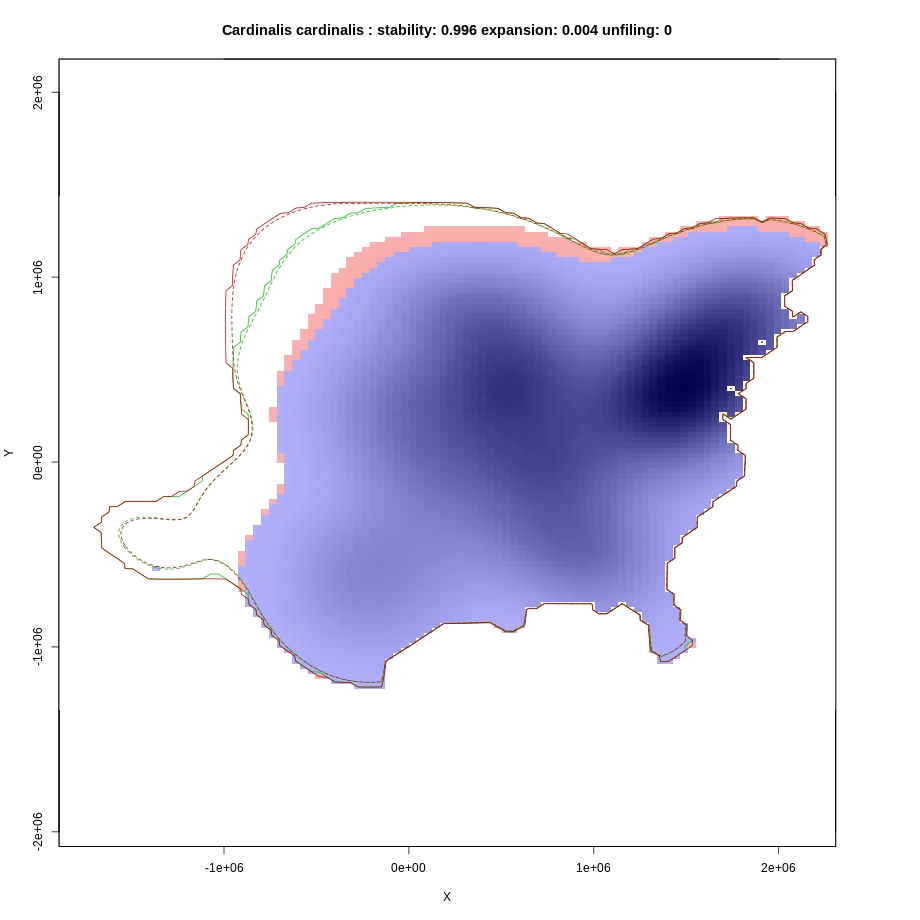 Cardinalis cardinalis : stability: 0.996 expansion: 0.004 unfiling: 0
2e+06
1e+06
0e+00
-1e+06
-2e+06
Y
-1e+06 0e+00 1e+06 2e+06
X